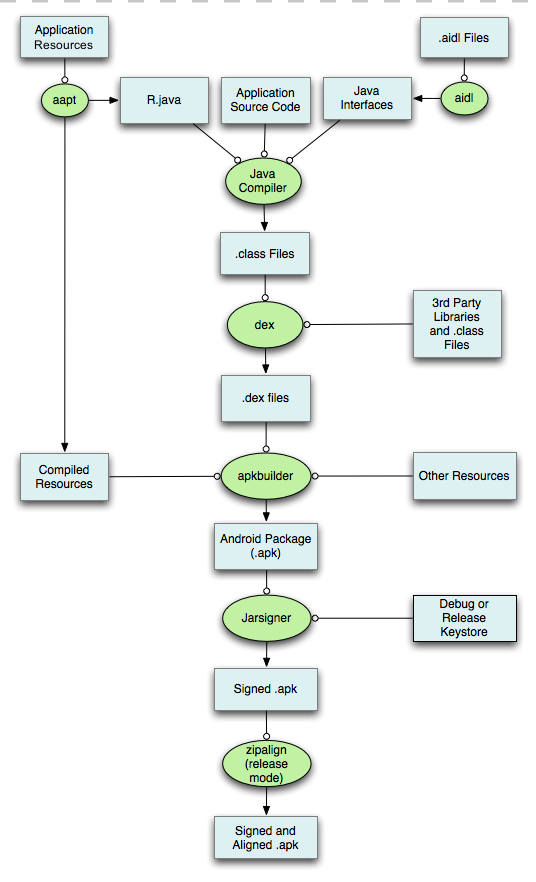 Application
Resources
.aidl Files
aapt
R.java
Application
Source Code
Java
Interfaces
aidl
Java
Compiler
.class Files
dex
3rd Party
Libraries
and .class
Files
.dex files
Compiled
Resources
apkbuilder
Other Resources
Android Package
(.apk)
Jarsigner
Debug or
Release
Keystore
Signed .apk
zipalign
(release
mode)
Signed and
Aligned .apk